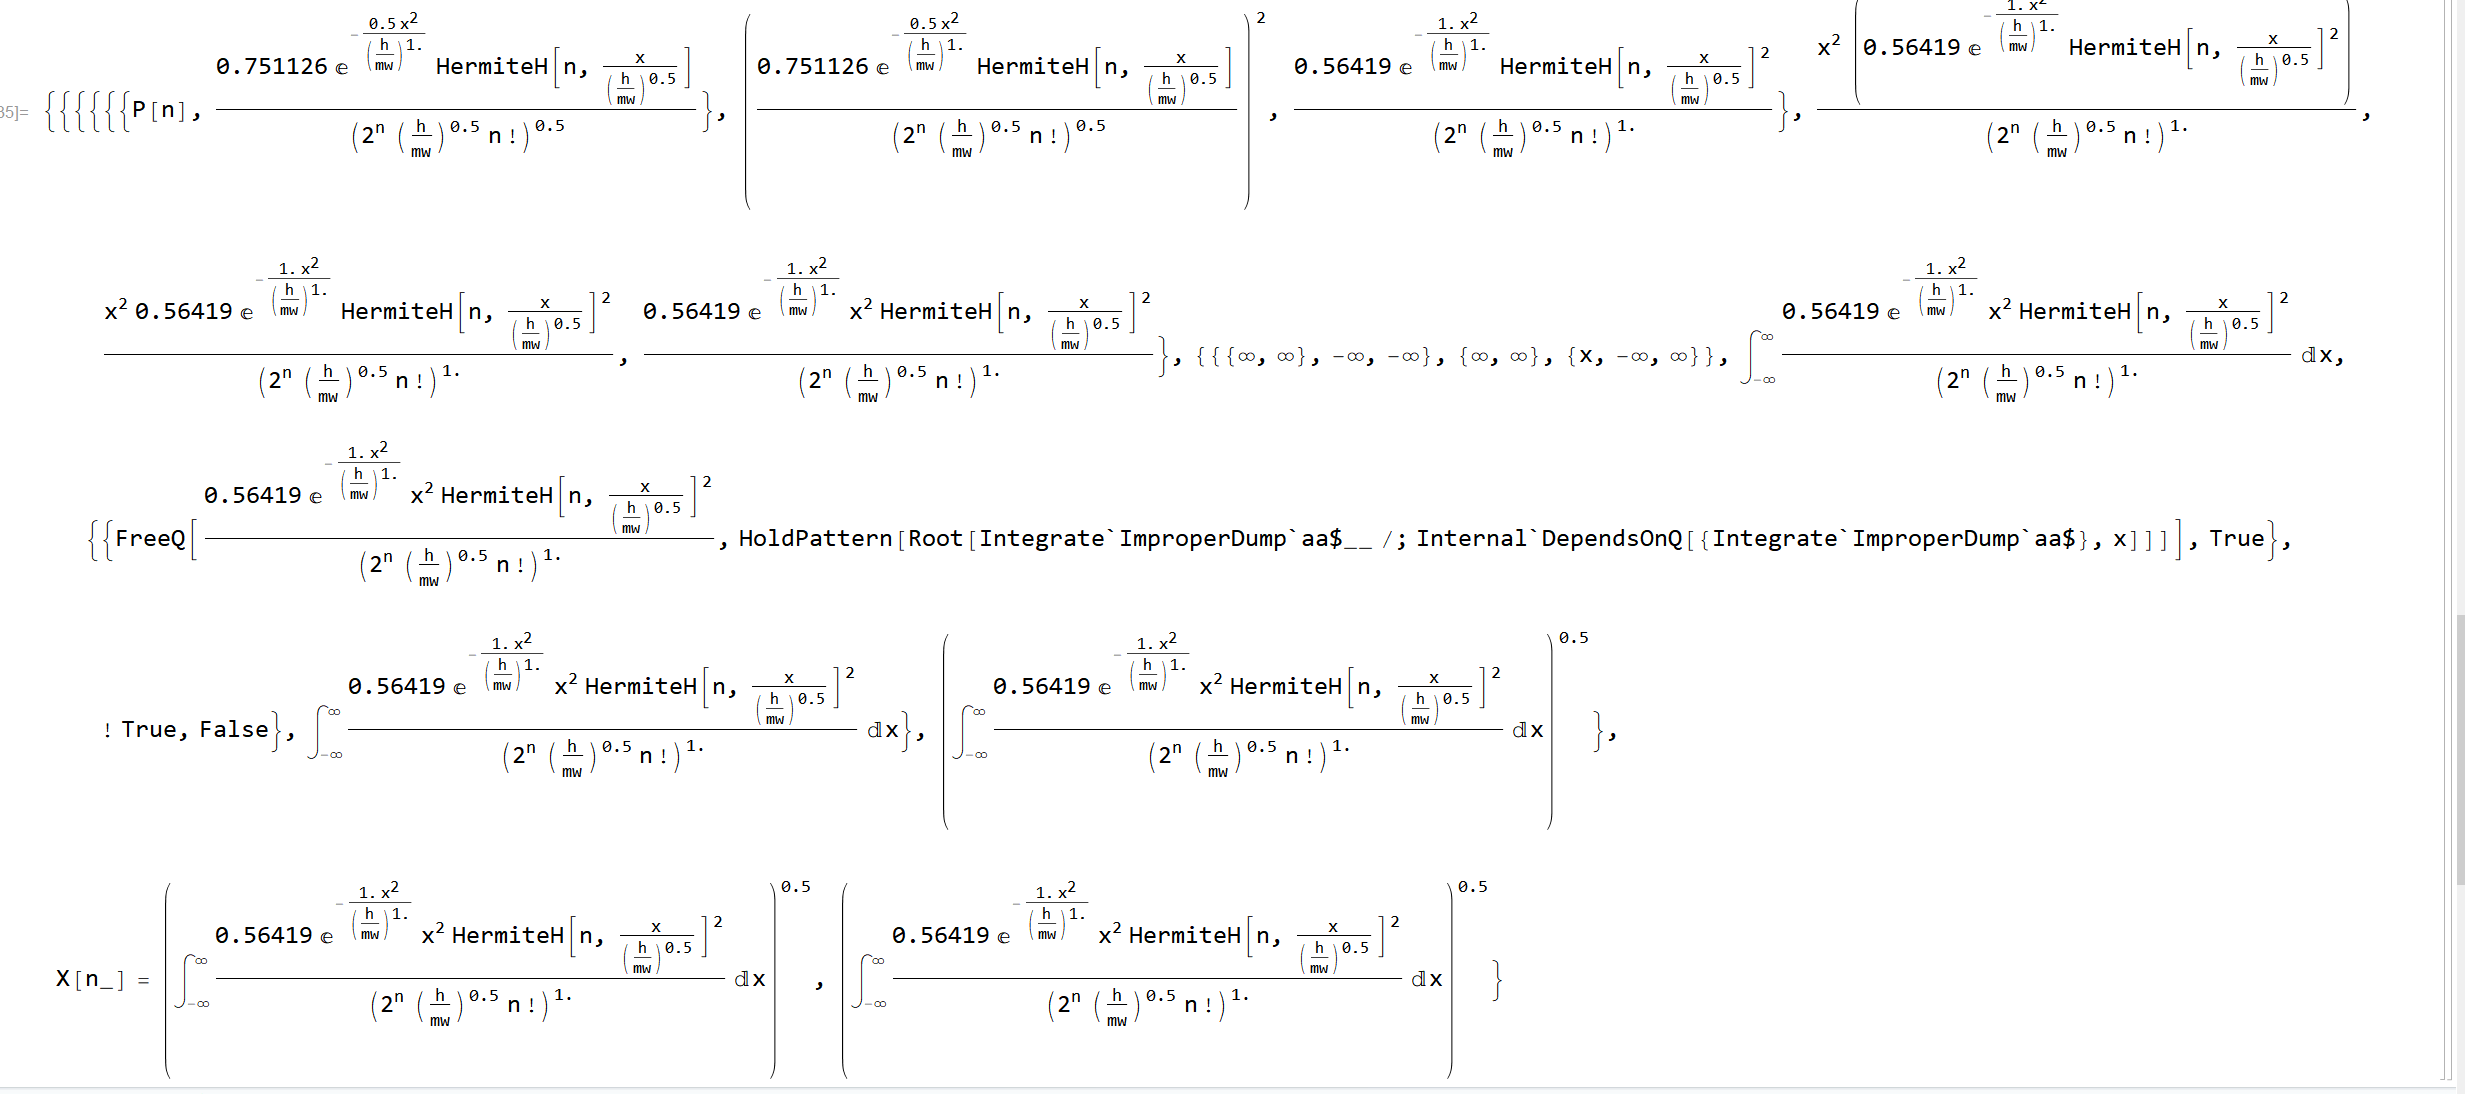 35]= {{{{{{P[n], (0.751126 e^(-(0.5 x^2)/(h/mw)^1.) HermiteH[n, x/(h/mw)^0.5])/(2^n (h/mw)^0.5 n!)^0.5}, ((0.751126 e^(-(0.5 x^2)/(h/mw)^1.) HermiteH[n, x/(h/mw)^0.5])/(2^n (h/mw)^0.5 n!)^0.5)^2, (0.56419 e^(-(1. x^2)/(h/mw)^1.) HermiteH[n, x/(h/mw)^0.5]^2)/(2^n (h/mw)^0.5 n!)^1.}, (x^2 (0.56419 e^(-(1. x^2)/(h/mw)^1.) HermiteH[n, x/(h/mw)^0.5]^2))/(2^n (h/mw)^0.5 n!)^1.,
(x^2 0.56419 e^(-(1. x^2)/(h/mw)^1.) HermiteH[n, x/(h/mw)^0.5]^2)/(2^n (h/mw)^0.5 n!)^1., (0.56419 e^(-(1. x^2)/(h/mw)^1.) x^2 HermiteH[n, x/(h/mw)^0.5]^2)/(2^n (h/mw)^0.5 n!)^1.}, {{{∞, ∞}, -∞, -∞}, {∞, ∞}, {x, -∞, ∞}}, ∫_-∞^∞ (0.56419 e^(-(1. x^2)/(h/mw)^1.) x^2 HermiteH[n, x/(h/mw)^0.5]^2)/(2^n (h/mw)^0.5 n!)^1. ⅆx,
{{FreeQ[(0.56419 e^(-(1. x^2)/(h/mw)^1.) x^2 HermiteH[n, x/(h/mw)^0.5]^2)/(2^n (h/mw)^0.5 n!)^1., HoldPattern[Root[Integrate`ImproperDump`aa$__ /; Internal`DependsOnQ[{Integrate`ImproperDump`aa$}, x]]]], True},
! True, False}, ∫_-∞^∞ (0.56419 e^(-(1. x^2)/(h/mw)^1.) x^2 HermiteH[n, x/(h/mw)^0.5]^2)/(2^n (h/mw)^0.5 n!)^1. ⅆx}, (∫_-∞^∞ (0.56419 e^(-(1. x^2)/(h/mw)^1.) x^2 HermiteH[n, x/(h/mw)^0.5]^2)/(2^n (h/mw)^0.5 n!)^1. ⅆx)^0.5},
X[n_] = (∫_-∞^∞ (0.56419 e^(-(1. x^2)/(h/mw)^1.) x^2 HermiteH[n, x/(h/mw)^0.5]^2)/(2^n (h/mw)^0.5 n!)^1. ⅆx)^0.5, (∫_-∞^∞ (0.56419 e^(-(1. x^2)/(h/mw)^1.) x^2 HermiteH[n, x/(h/mw)^0.5]^2)/(2^n (h/mw)^0.5 n!)^1. ⅆx)^0.5}